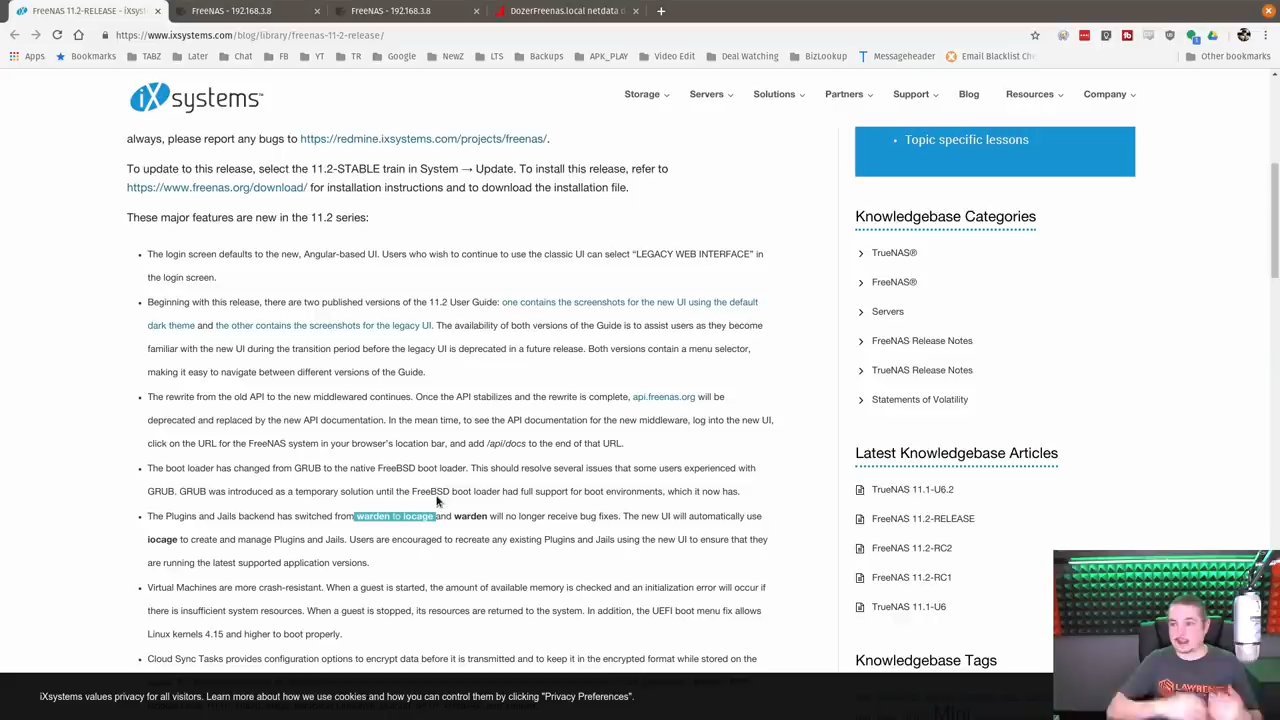 FreeNAS 11.2-RELEASE - iXsyst
FreeNAS - 192.168.3.8
FreeNAS - 192.168.3.8
DozerFreenas.local netdata d
https://www.ixsystems.com/blog/library/freenas-11-2-release/
Apps
Bookmarks
TABZ
Later
Chat
FB
YT
TR
Google
NewZ
LTS
Backups
APK_PLAY
Video Edit
Deal Watching
BizLookup
Messageheader
Email Blacklist Che
Other bookmarks
iXsystems™
Storage
Servers
Solutions
Partners
Support
Blog
Resources
Company
always, please report any bugs to https://redmine.ixsystems.com/projects/freenas/.
To update to this release, select the 11.2-STABLE train in System → Update. To install this release, refer to
https://www.freenas.org/download/ for installation instructions and to download the installation file.
These major features are new in the 11.2 series:
• The login screen defaults to the new, Angular-based UI. Users who wish to continue to use the classic UI can select “LEGACY WEB INTERFACE” in
the login screen.
• Beginning with this release, there are two published versions of the 11.2 User Guide: one contains the screenshots for the new UI using the default
dark theme and the other contains the screenshots for the legacy UI. The availability of both versions of the Guide is to assist users as they become
familiar with the new UI during the transition period before the legacy UI is deprecated in a future release. Both versions contain a menu selector,
making it easy to navigate between different versions of the Guide.
• The rewrite from the old API to the new middlewared continues. Once the API stabilizes and the rewrite is complete, api.freenas.org will be
deprecated and replaced by the new API documentation. In the mean time, to see the API documentation for the new middleware, log into the new UI,
click on the URL for the FreeNAS system in your browser's location bar, and add /api/docs to the end of that URL.
• The boot loader has changed from GRUB to the native FreeBSD boot loader. This should resolve several issues that some users experienced with
GRUB. GRUB was introduced as a temporary solution until the FreeBSD boot loader had full support for boot environments, which it now has.
• The Plugins and Jails backend has switched from warden to iocage and warden will no longer receive bug fixes. The new UI will automatically use
iocage to create and manage Plugins and Jails. Users are encouraged to recreate any existing Plugins and Jails using the new UI to ensure that they
are running the latest supported application versions.
• Virtual Machines are more crash-resistant. When a guest is started, the amount of available memory is checked and an initialization error will occur if
there is insufficient system resources. When a guest is stopped, its resources are returned to the system. In addition, the UEFI boot menu fix allows
Linux kernels 4.15 and higher to boot properly.
• Cloud Sync Tasks provides configuration options to encrypt data before it is transmitted and to keep it in the encrypted format while stored on the
• Topic specific lessons
Knowledgebase Categories
TrueNAS®
FreeNAS®
Servers
FreeNAS Release Notes
TrueNAS Release Notes
Statements of Volatility
Latest Knowledgebase Articles
TrueNAS 11.1-U6.2
FreeNAS 11.2-RELEASE
FreeNAS 11.2-RC2
FreeNAS 11.2-RC1
TrueNAS 11.1-U6
Knowledgebase Tags
Mini
LAWREN
iXsystems values privacy for all visitors. Learn more about how we use cookies and how you can control them by clicking "Privacy Preferences".